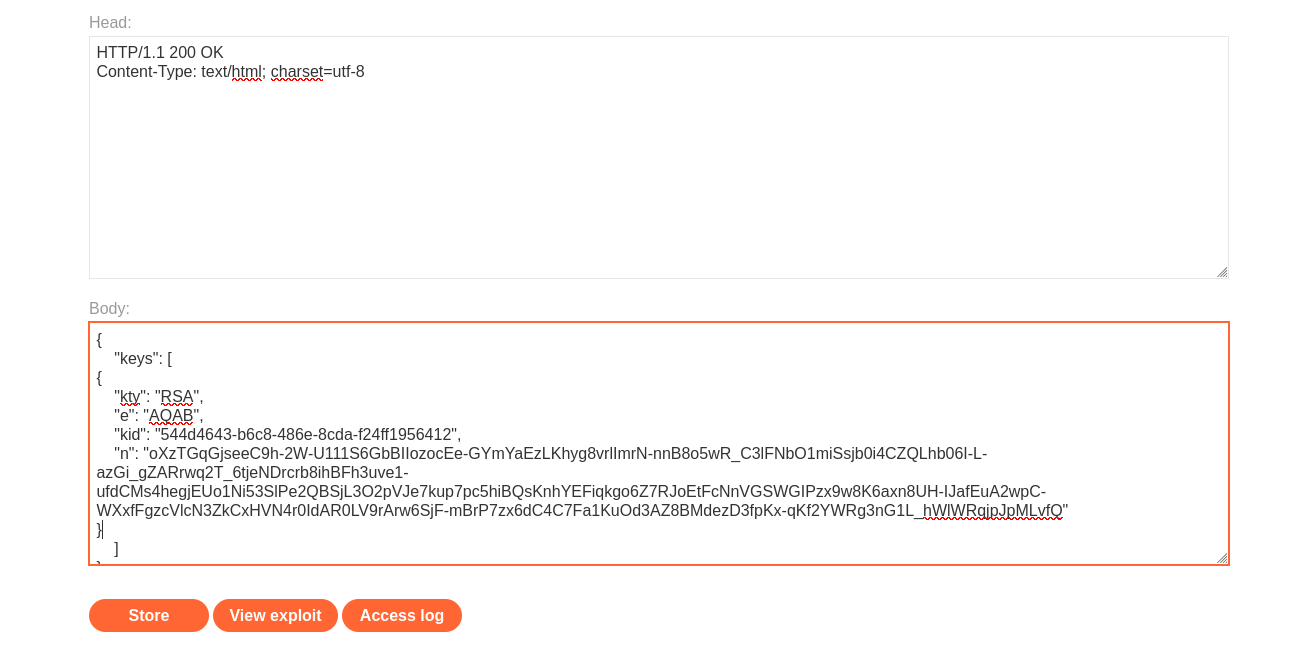 Head:
HTTP/1.1 200 OK
Content-Type: text/html; charset=utf-8
Body:
{
"keys": [
{
"kty": "RSA",
"e": "AQAB",
"kid": "544d4643-b6c8-486e-8cda-f24ff1956412",
"n": "oXzTGqGjseeC9h-2W-U111S6GbBIIozocEe-GYmYaEzLKhyg8vrlImrN-nnB8o5wR_C3lFNbO1miSsjb0i4CZQLhb06I-L-
azGi_gZARrwq2T_6tjeNDrcrb8ihBFh3uve1-
ufdCMs4hegjEUo1Ni53SlPe2QBSjL3O2pVJe7kup7pc5hiBQsKnhYEFiqkgo6Z7RJoEtFcNnVGSWGIPzx9w8K6axn8UH-IJafEuA2wpC-
WXxfFgzcVlcN3ZkCxHVN4r0IdAR0LV9rArw6SjF-mBrP7zx6dC4C7Fa1KuOd3AZ8BMdezD3fpKx-qKf2YWRg3nG1L_hWlWRgjpJpMLvfQ"
}
]
}
Store
View exploit
Access log